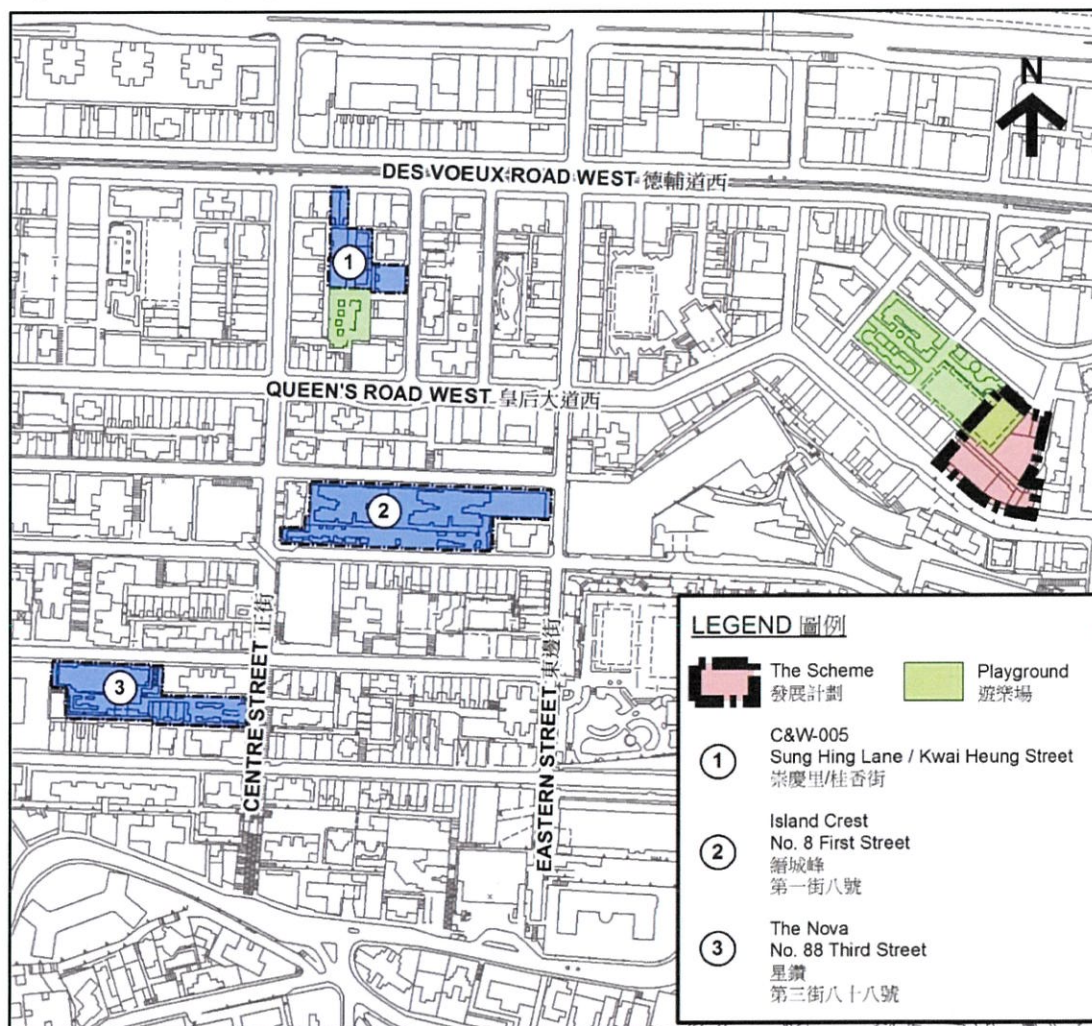 N
DES VOEUX ROAD WEST 德輔道西
1
QUEEN'S ROAD WEST 皇后大道西
2
3
CENTRE STREET 正街
EASTERN STREET 東邊街
LEGEND 圖例
The Scheme
發展計劃
Playground
遊樂場
1
C&W-005
Sung Hing Lane / Kwai Heung Street
崇慶里/桂香街
2
Island Crest
No. 8 First Street
縉城峰
第一街八號
3
The Nova
No. 88 Third Street
星鑽
第三街八十八號